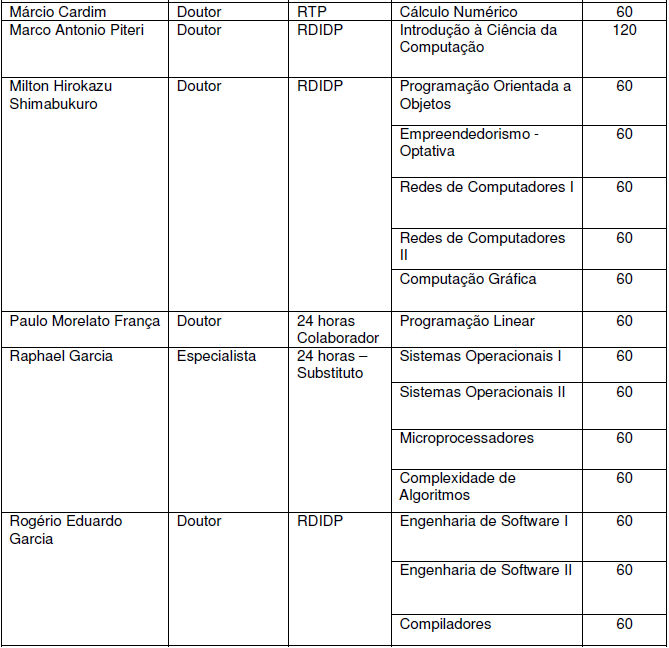 Márcio Cardim Doutor RTP Cálculo Numérico 60
Marco Antonio Piteri Doutor RDIDP Introdução à Ciência da 120
Computação
Milton Hirokazu Doutor RDIDP Programação Orientada a 60
Shimabukuro Objetos
Empreendedorismo - 60
Optativa
Redes de Computadores I 60
Redes de Computadores 60
II
Computação Gráfica 60
Paulo Morelato França Doutor 24 horas Programação Linear 60
Colaborador
Raphael Garcia Especialista 24 horas – Sistemas Operacionais I 60
Substituto
Sistemas Operacionais II 60
Microprocessadores 60
Complexidade de 60
Algoritmos
Rogério Eduardo Doutor RDIDP Engenharia de Software I 60
Garcia
Engenharia de Software II 60
Compiladores 60